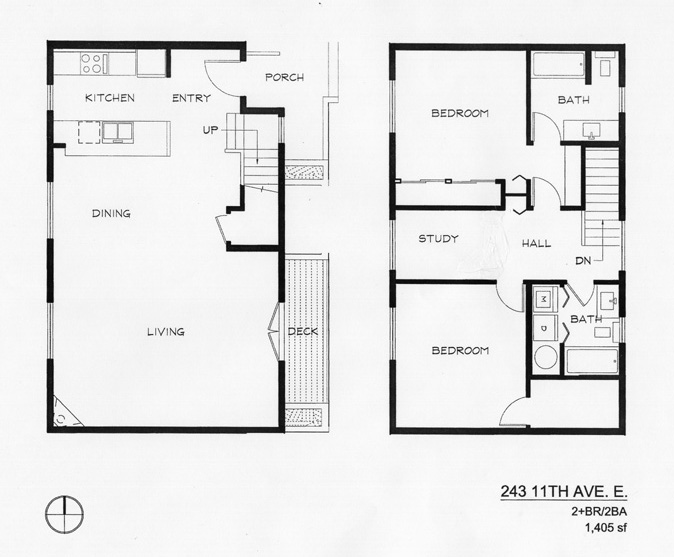 PORCH
KITCHEN
ENTRY
UP
DINING
LIVING
DECK
BEDROOM
BATH
STUDY
HALL
DN
BEDROOM
M
D
BATH
243 11TH AVE. E.
2+BR/2BA
1,405 sf